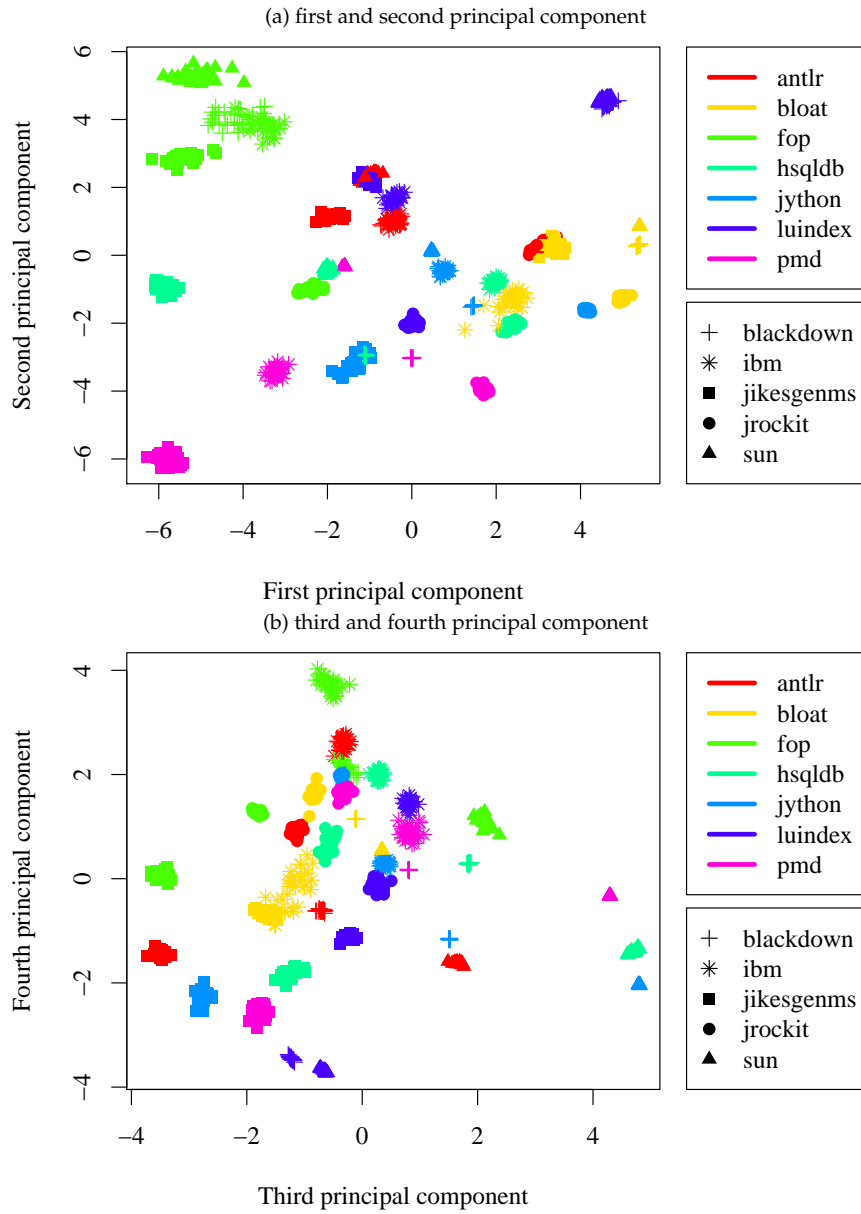 (a) first and second principal component
6
4
2
0
−2
−4
−6
Second principal component
−6
−4
−2
0
2
4
First principal component
antlr
bloat
fop
hsqldb
jython
luindex
pmd
blackdown
ibm
jikesgenms
jrockit
sun
(b) third and fourth principal component
4
2
0
−2
−4
Fourth principal component
−4
−2
0
2
4
Third principal component
antlr
bloat
fop
hsqldb
jython
luindex
pmd
blackdown
ibm
jikesgenms
jrockit
sun